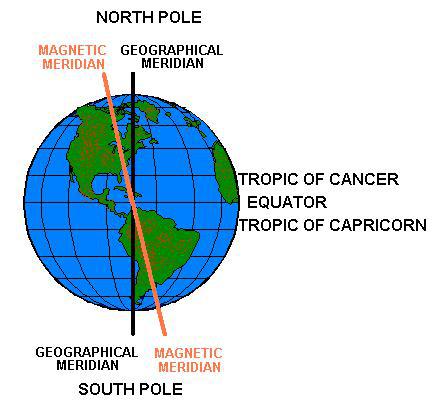 NORTH POLE
MAGNETIC
MERIDIAN
GEOGRAPHICAL
MERIDIAN
TROPIC OF CANCER
EQUATOR
TROPIC OF CAPRICORN
GEOGRAPHICAL
MERIDIAN
MAGNETIC
MERIDIAN
SOUTH POLE